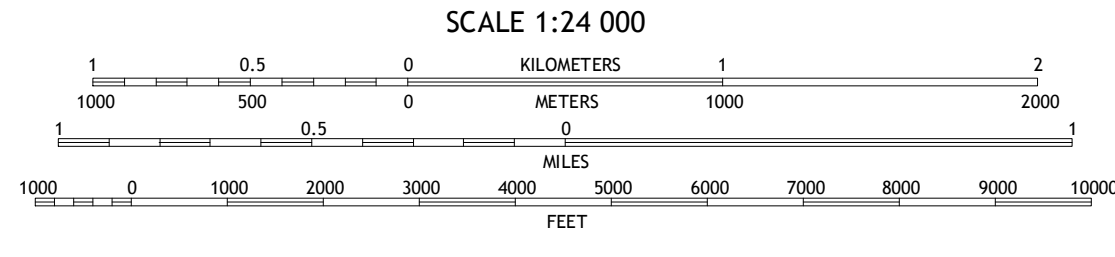 SCALE 1:24 000
1 0.5 0 KILOMETERS 1 2
1000 500 0 METERS 1000 2000
1 0.5 0 1
MILES
1000 0 1000 2000 3000 4000 5000 6000 7000 8000 9000 10000
FEET